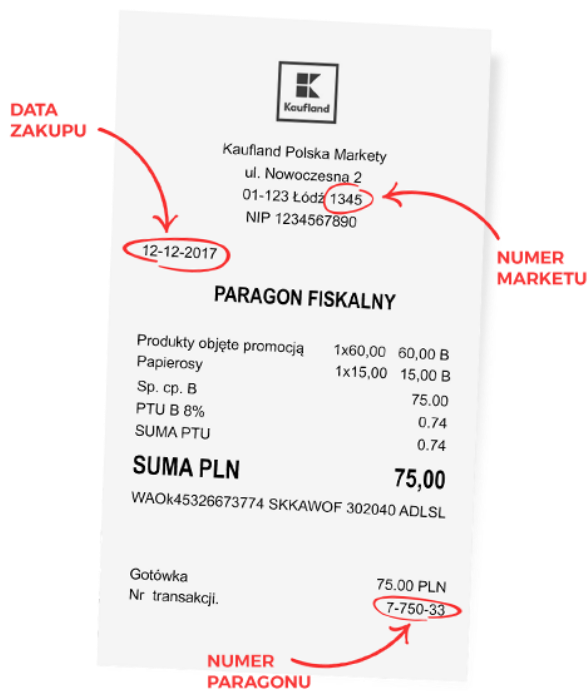 Kaufland
DATA
ZAKUPU
Kaufland Polska Markety
ul. Nowoczesna 2
01-123 Łódź 1345
NIP 1234567890
NUMER
MARKETU
12-12-2017
PARAGON FISKALNY
Produkty objęte promocją 1x60,00 60,00 B
Papierosy 1x15,00 15,00 B
Sp. cp. B 75.00
PTU B 8% 0.74
SUMA PTU 0.74
SUMA PLN 75,00
WAOk45326673774 SKKAWOF 302040 ADLSL
Gotówka 75.00 PLN
Nr transakcji. 7-750-33
NUMER
PARAGONU